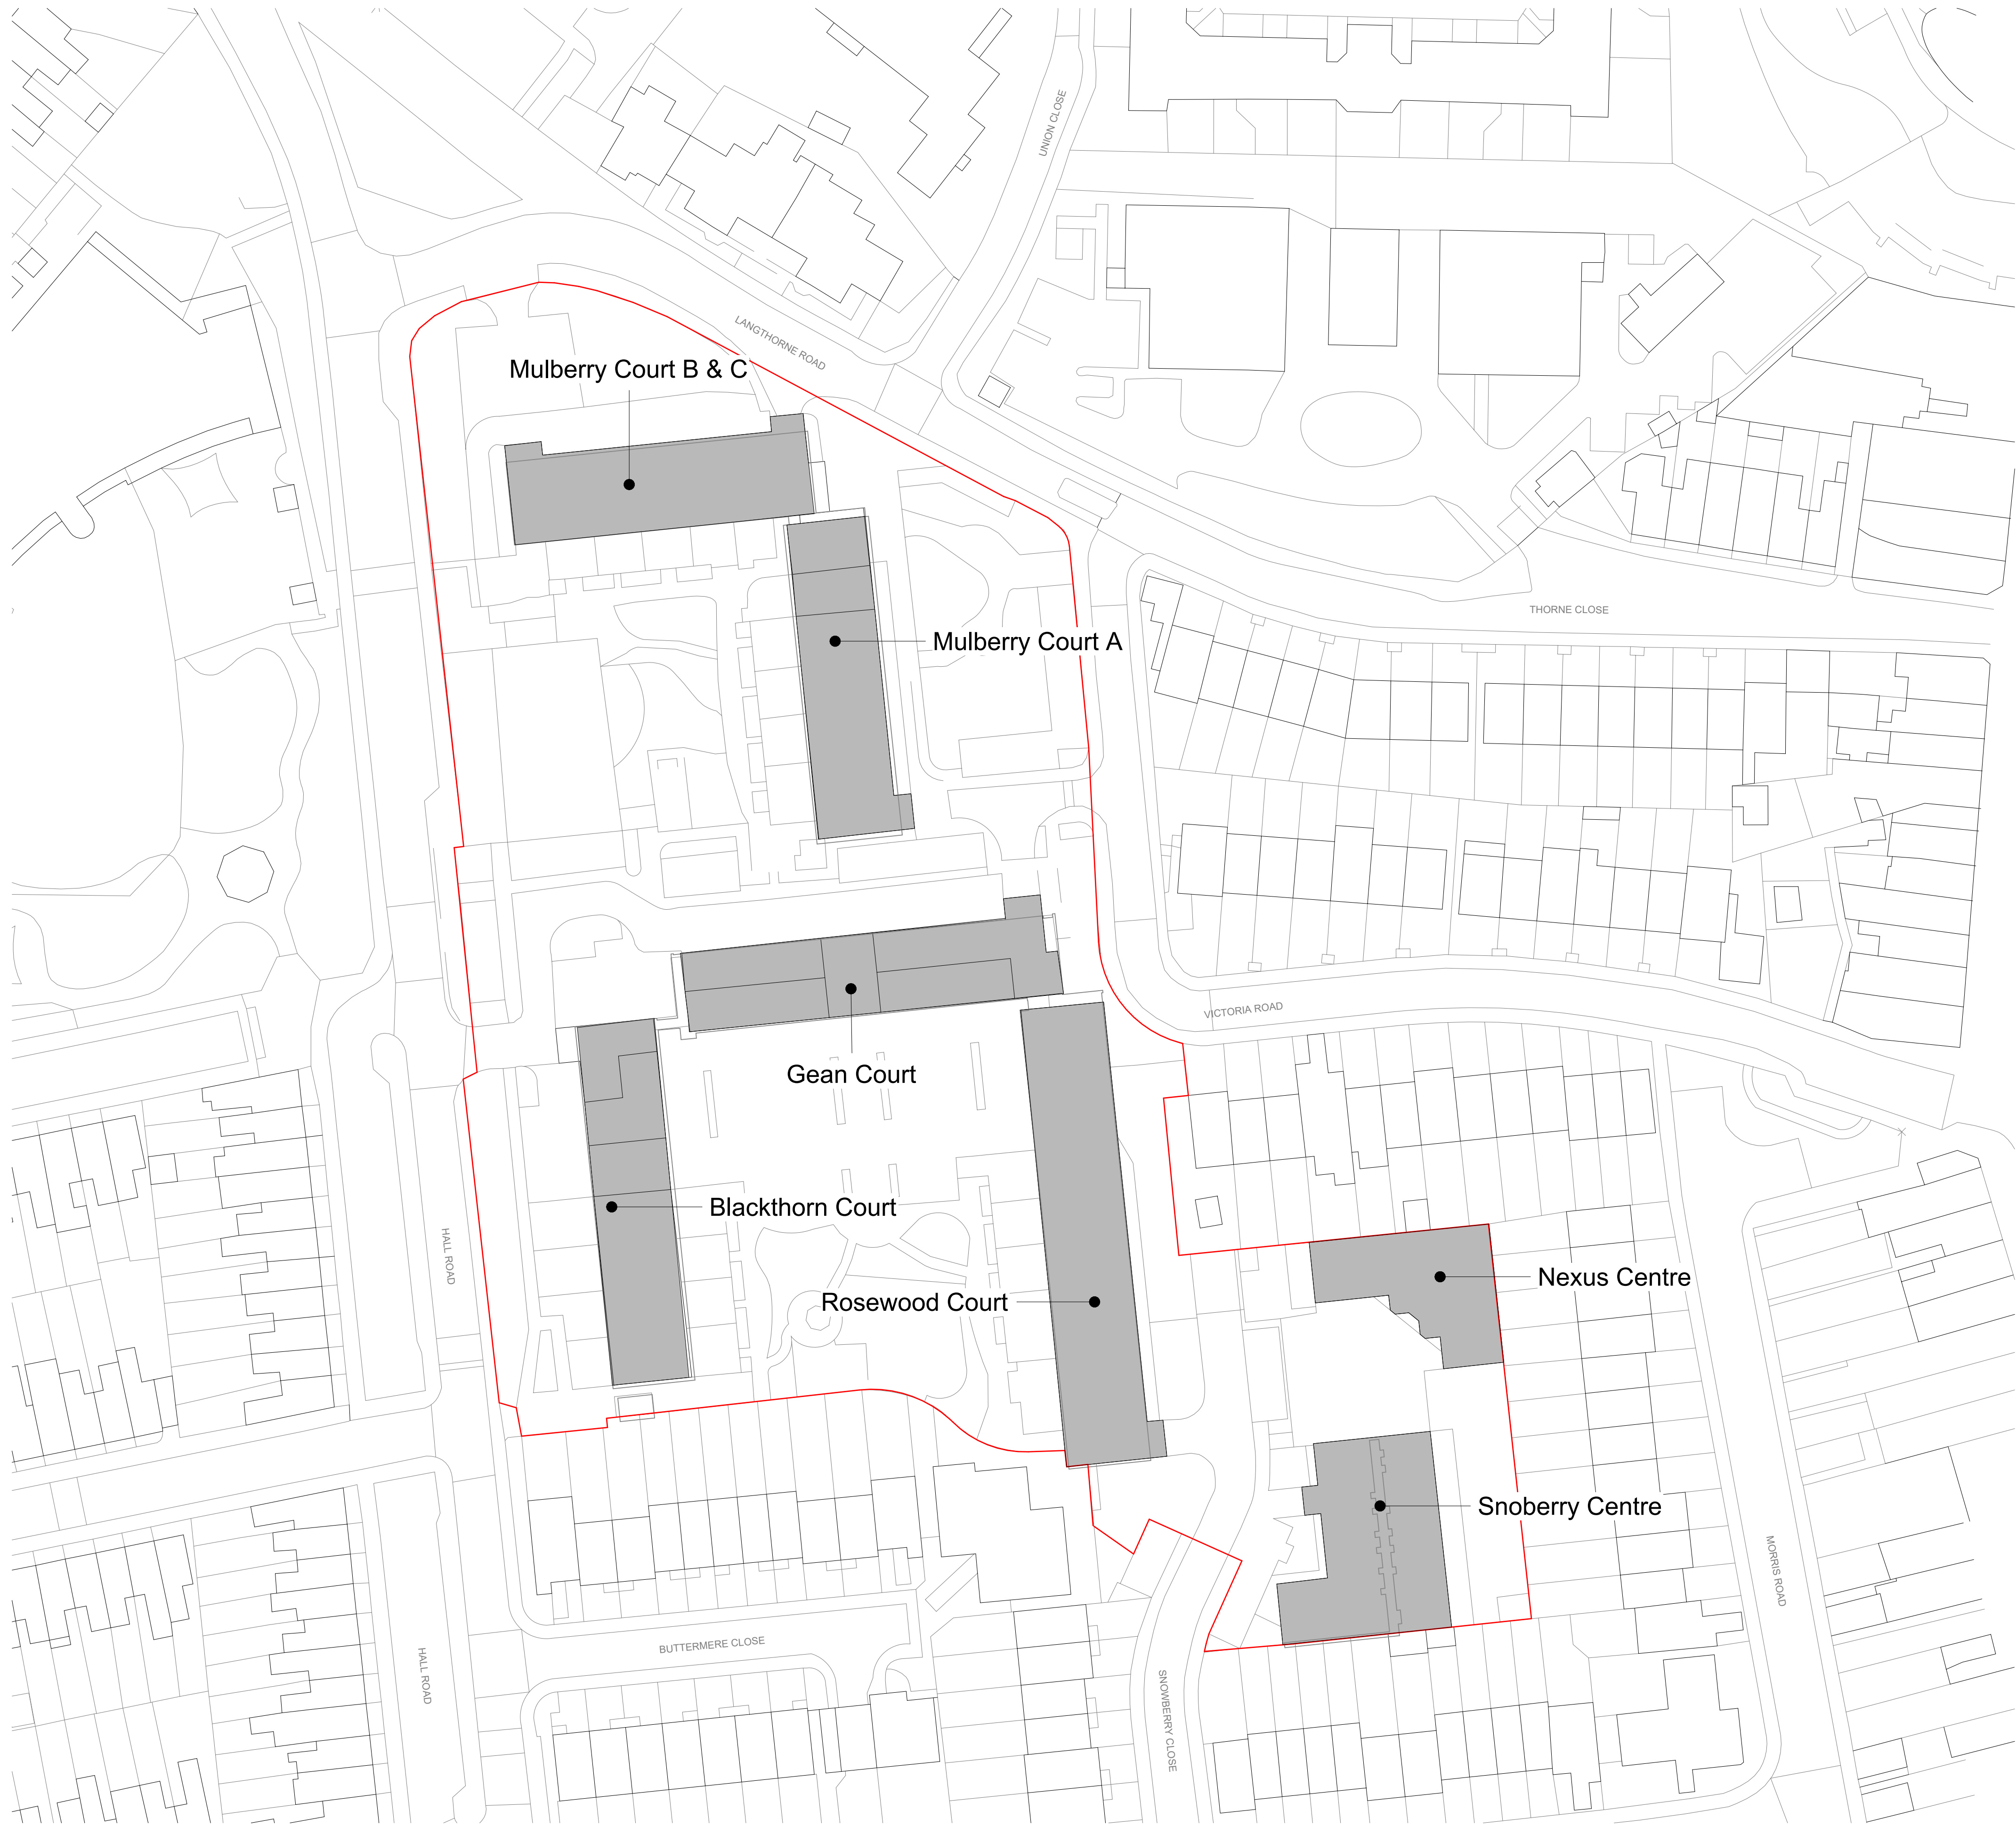 UNION CLOSE
LANGTHORNE ROAD
Mulberry Court B & C
THORNE CLOSE
Mulberry Court A
VICTORIA ROAD
Gean Court
Blackthorn Court
HALL ROAD
Nexus Centre
Rosewood Court
Snoberry Centre
MORRIS ROAD
BUTTERMERE CLOSE
HALL ROAD
SNOWBERRY CLOSE